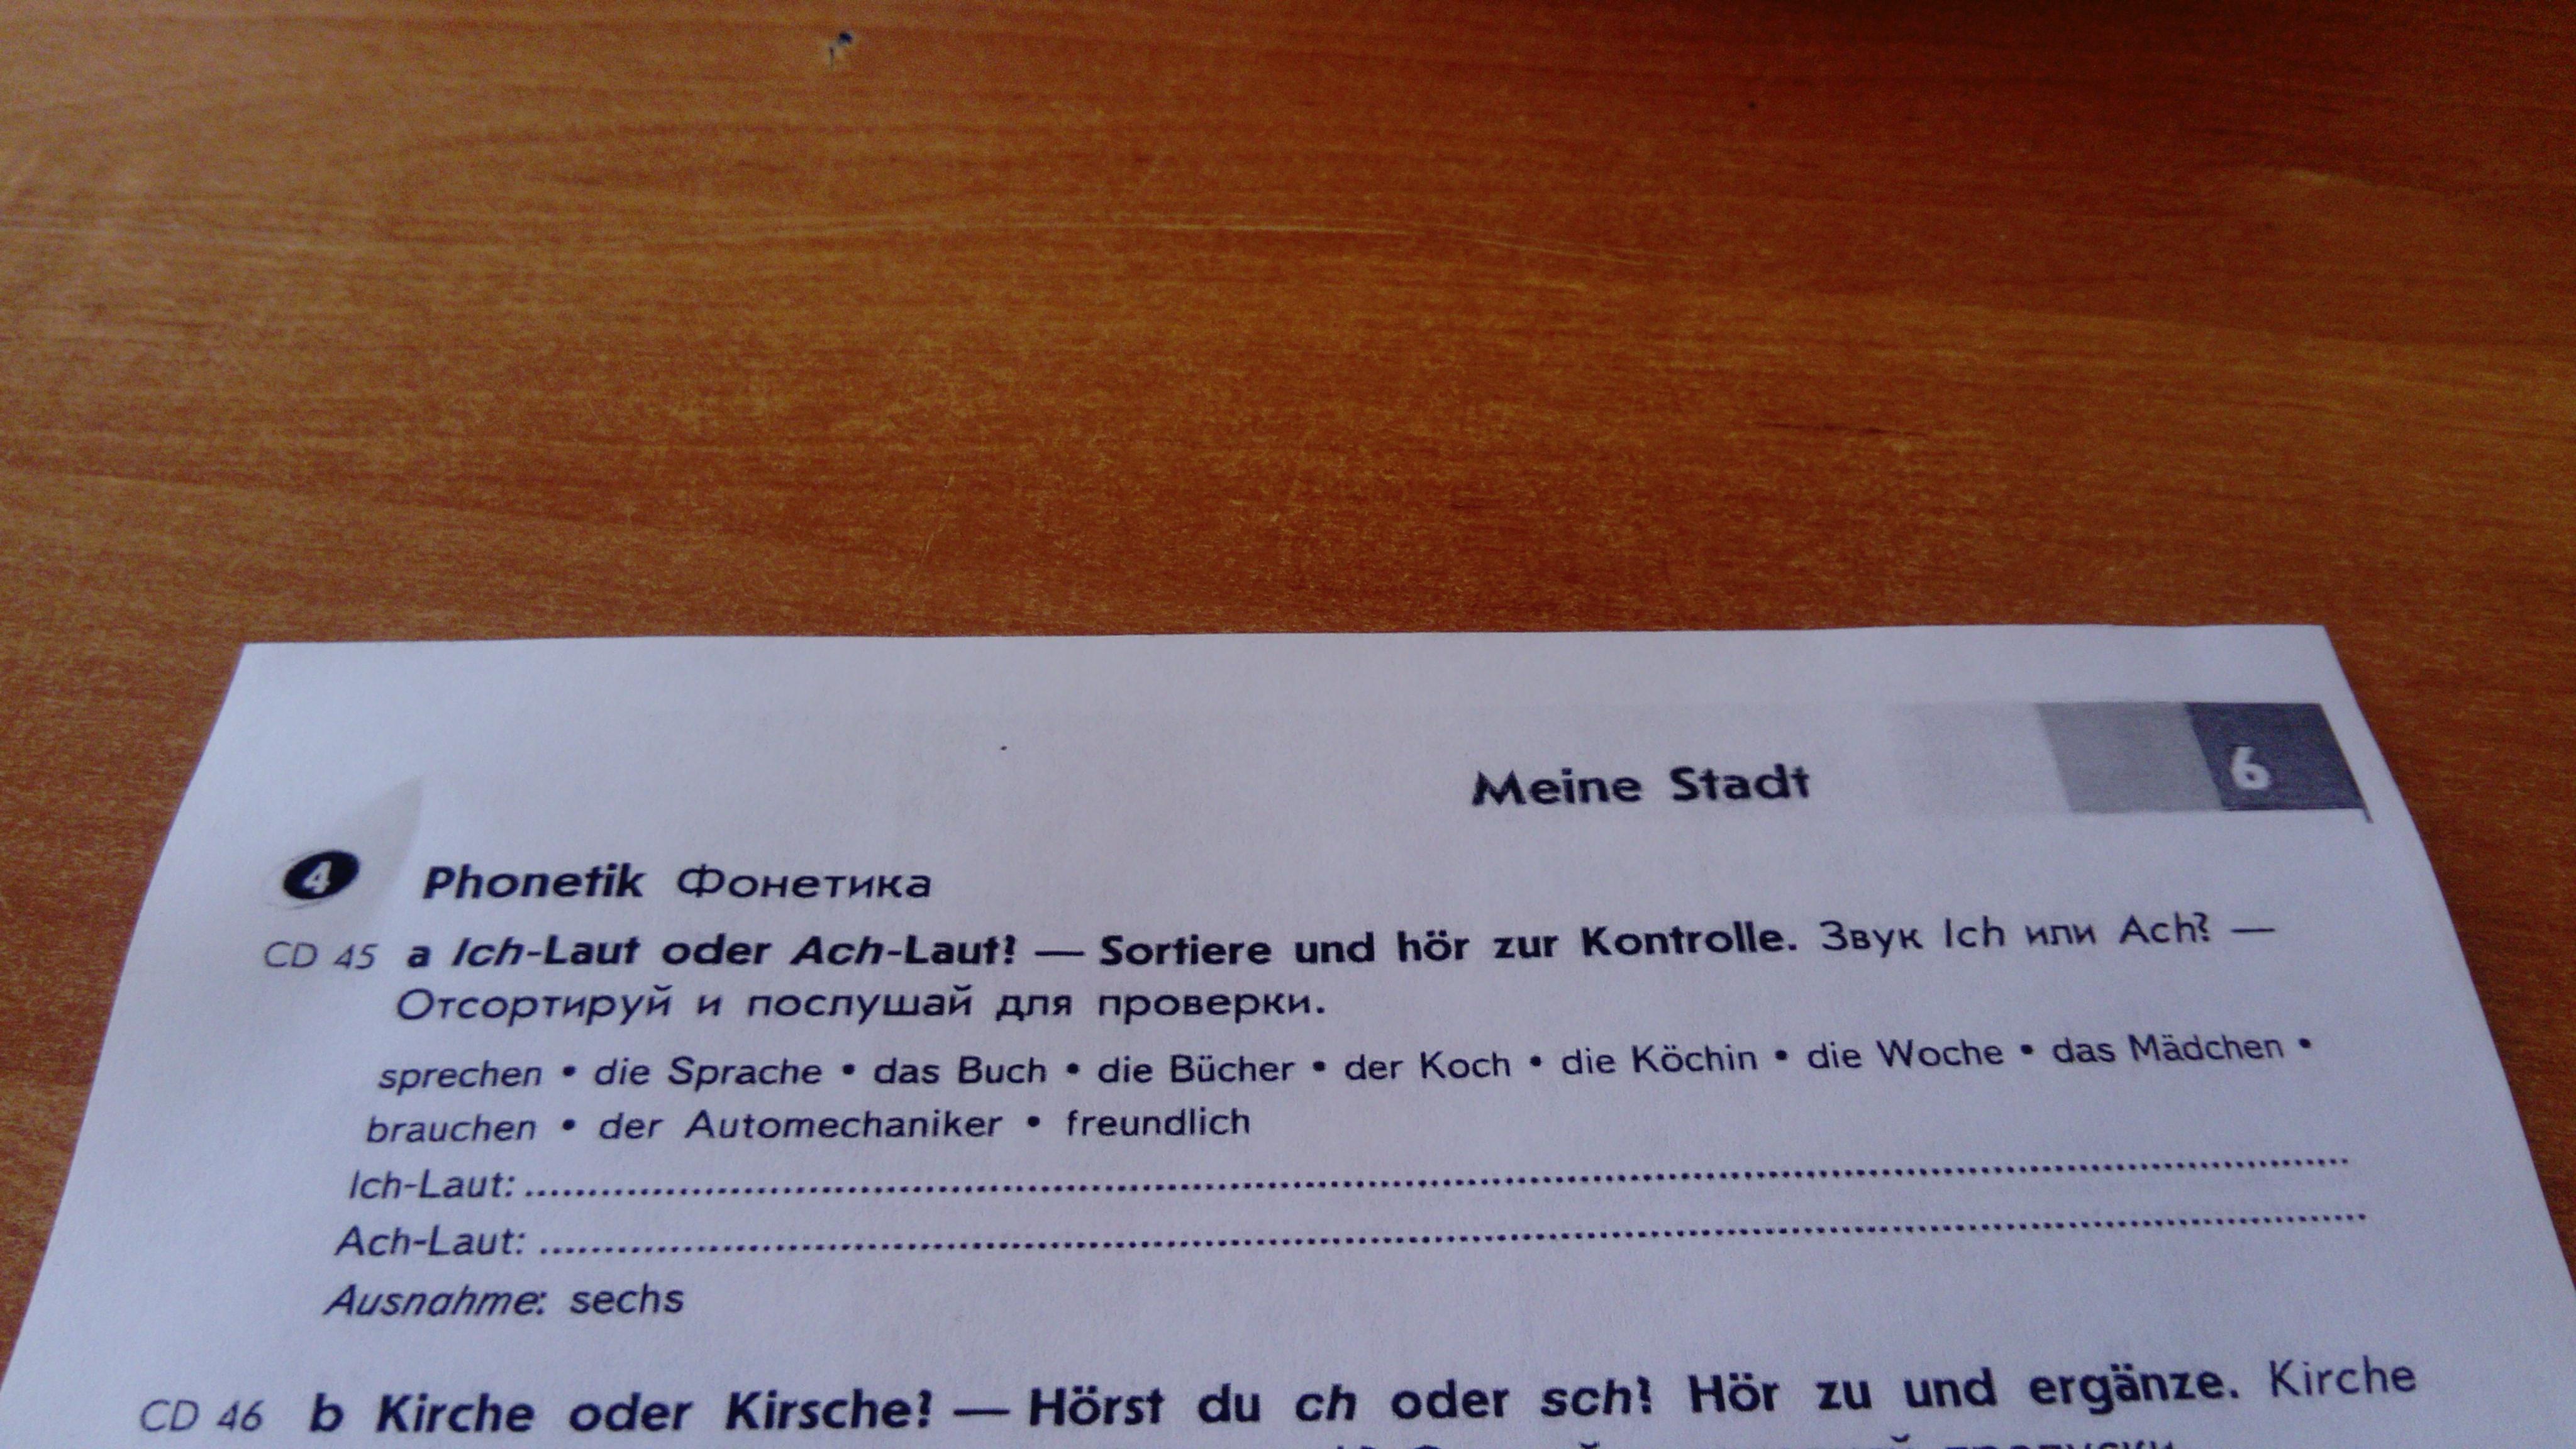 Meine Stadt 6
4 Phonetik Фонетика
CD 45 a Ich-Laut oder Ach-Laut? — Sortiere und hör zur Kontrolle. Звук Ich или Ach? —
Отсортируй и послушай для проверки.
sprechen • die Sprache • das Buch • die Bücher • der Koch • die Köchin • die Woche • das Mädchen •
brauchen • der Automechaniker • freundlich
Ich-Laut: ................................................................
Ach-Laut: ................................................................
Ausnahme: sechs
CD 46 b Kirche oder Kirsche? — Hörst du ch oder sch? Hör zu und ergänze. Kirche